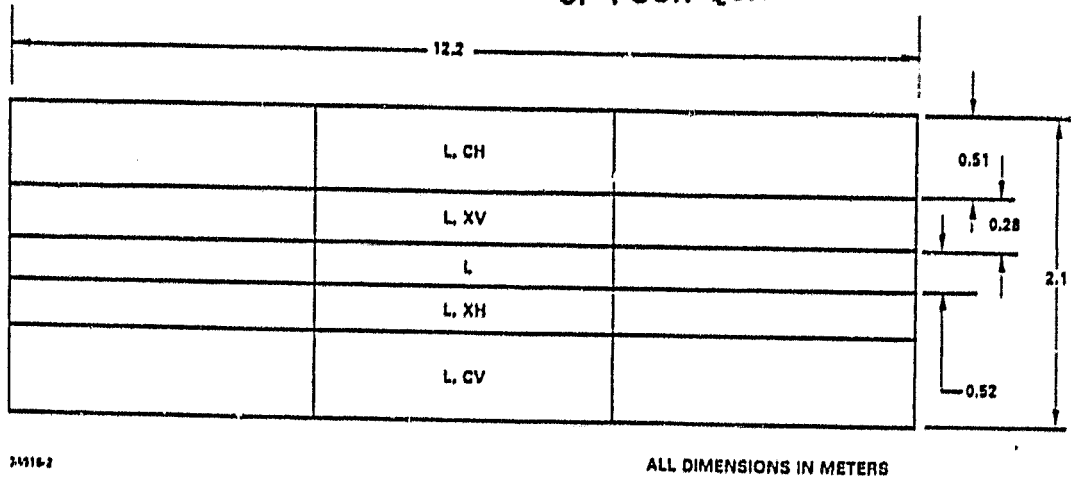 12.2
L, CH
0.51
L, XV
0.28
L
2.1
L, XH
L, CV
0.52
ALL DIMENSIONS IN METERS